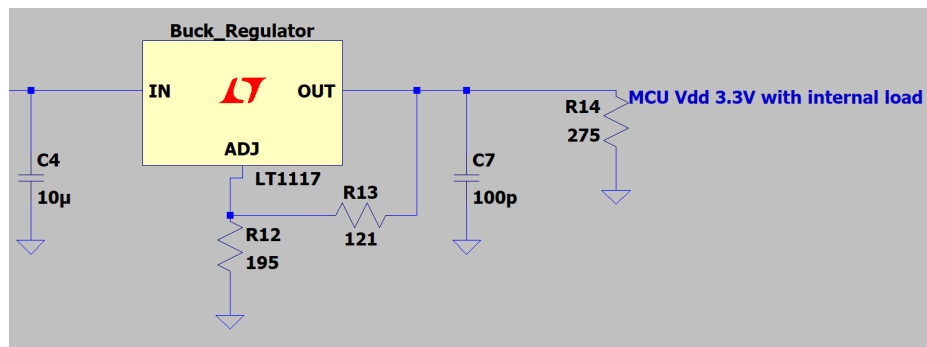 Buck_Regulator
IN
OUT
ADJ
LT1117
C4
10µ
R13
121
R12
195
C7
100p
R14
275
MCU Vdd 3.3V with internal load